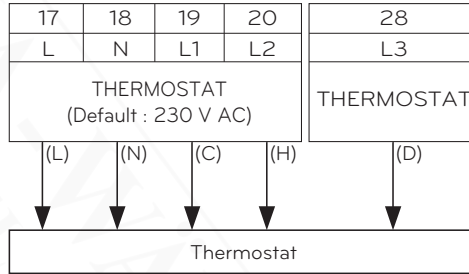 17 18 19 20 28
L N L1 L2 L3
THERMOSTAT
(Default : 230 V AC)
THERMOSTAT
(L) (N) (C) (H) (D)
Thermostat